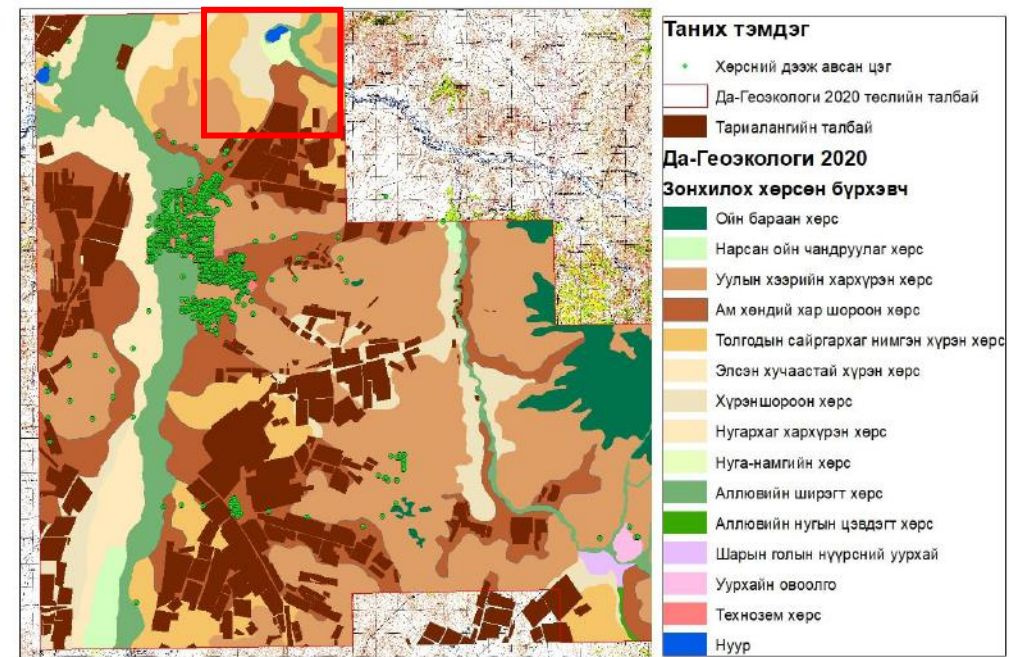 Таних тэмдэг
Хөрсний дээж авсан цэг
Да-Геоэкологи 2020 төслийн талбай
Тариалангийн талбай
Да-Геоэкологи 2020
Зонхилох хөрсөн бүрхэвч
Ойн бараан хөрс
Нарсан ойн чандруулаг хөрс
Уулын хээрийн хархүрэн хөрс
Ам хөндий хар шороон хөрс
Толгодын сайргархаг нимгэн хүрэн хөрс
Элсэн хучаастай хүрэн хөрс
Хүрэншороон хөрс
Нугархаг хархүрэн хөрс
Нуга-намгийн хөрс
Аллювийн ширэгт хөрс
Аллювийн нугын цэвдэгт хөрс
Шарын голын нүүрсний уурхай
Уурхайн овоолго
Технозем хөрс
Нуур